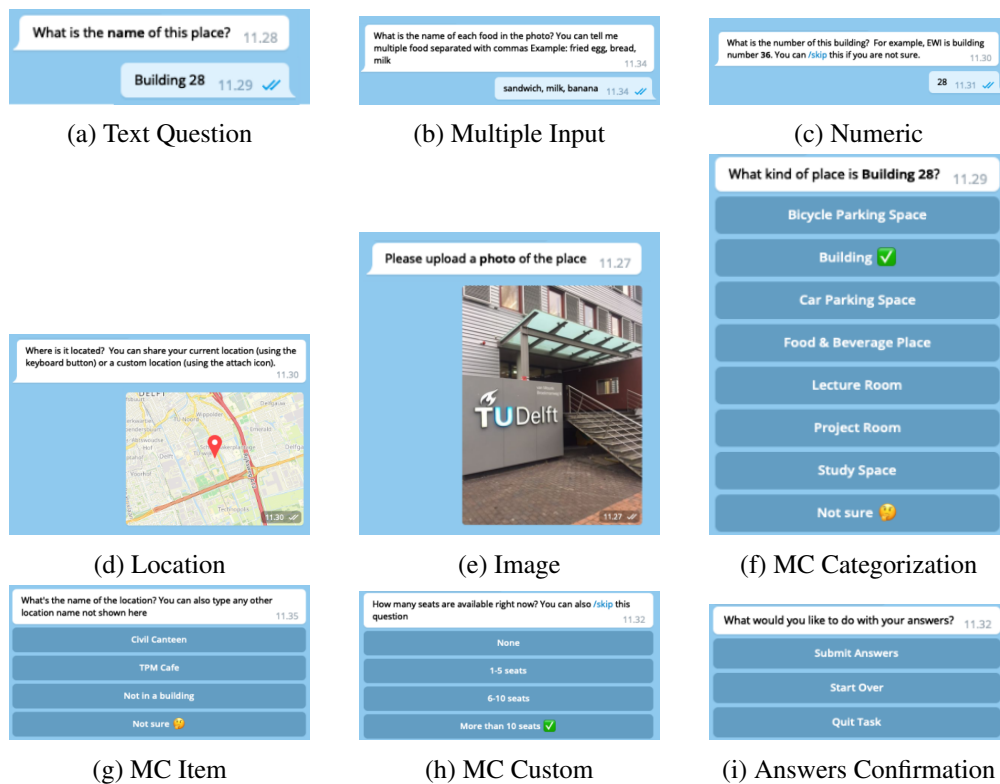 What is the name of this place? 11.28
Building 28 11.29
(a) Text Question
What is the name of each food in the photo? You can tell me
multiple food separated with commas Example: fried egg, bread,
milk
11.34
sandwich, milk, banana 11.34
(b) Multiple Input
What is the number of this building? For example, EWI is building
number 36. You can /skip this if you are not sure. 11.30
28 11.31
(c) Numeric
Where is it located? You can share your current location (using the
keyboard button) or a custom location (using the attach icon).
11.30
DELFT
Voorhof
Technopolis
11.30
(d) Location
Please upload a photo of the place 11.27
TUDelft
11.27
(e) Image
What kind of place is Building 28? 11.29
Bicycle Parking Space
Building ✅
Car Parking Space
Food & Beverage Place
Lecture Room
Project Room
Study Space
Not sure 🤔
(f) MC Categorization
What's the name of the location? You can also type any other
location name not shown here 11.35
Civil Canteen
TPM Cafe
Not in a building
Not sure 🤔
(g) MC Item
How many seats are available right now? You can also /skip this
question 11.32
None
1-5 seats
6-10 seats
More than 10 seats ✅
(h) MC Custom
What would you like to do with your answers? 11.32
Submit Answers
Start Over
Quit Task
(i) Answers Confirmation